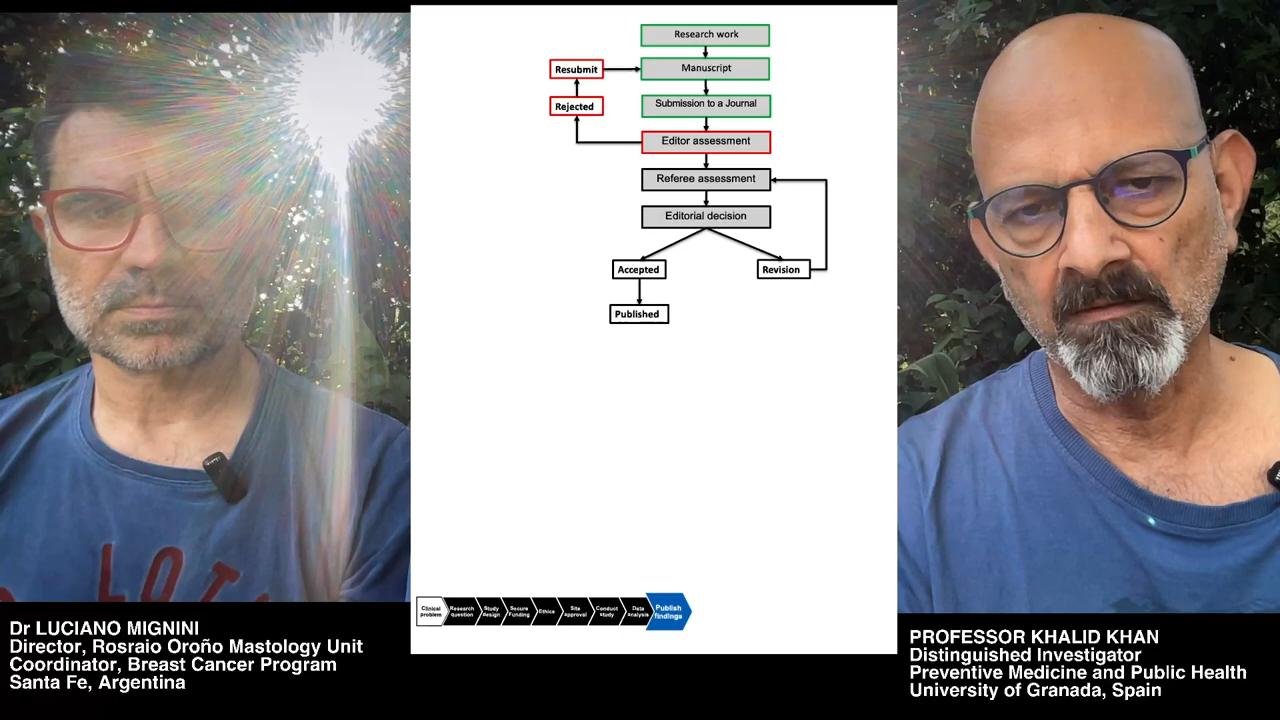 Research work
Resubmit
Manuscript
Rejected
Submission to a Journal
Editor assessment
Referee assessment
Editorial decision
Accepted
Revision
Published
Clinical problem
Research question
Study design
Secure Funding
Ethics
Site approval
Conduct study
Data Analysis
Publish findings
LOT
Dr LUCIANO MIGNINI
Director, Rosraio Oroño Mastology Unit
Coordinator, Breast Cancer Program
Santa Fe, Argentina
PROFESSOR KHALID KHAN
Distinguished Investigator
Preventive Medicine and Public Health
University of Granada, Spain